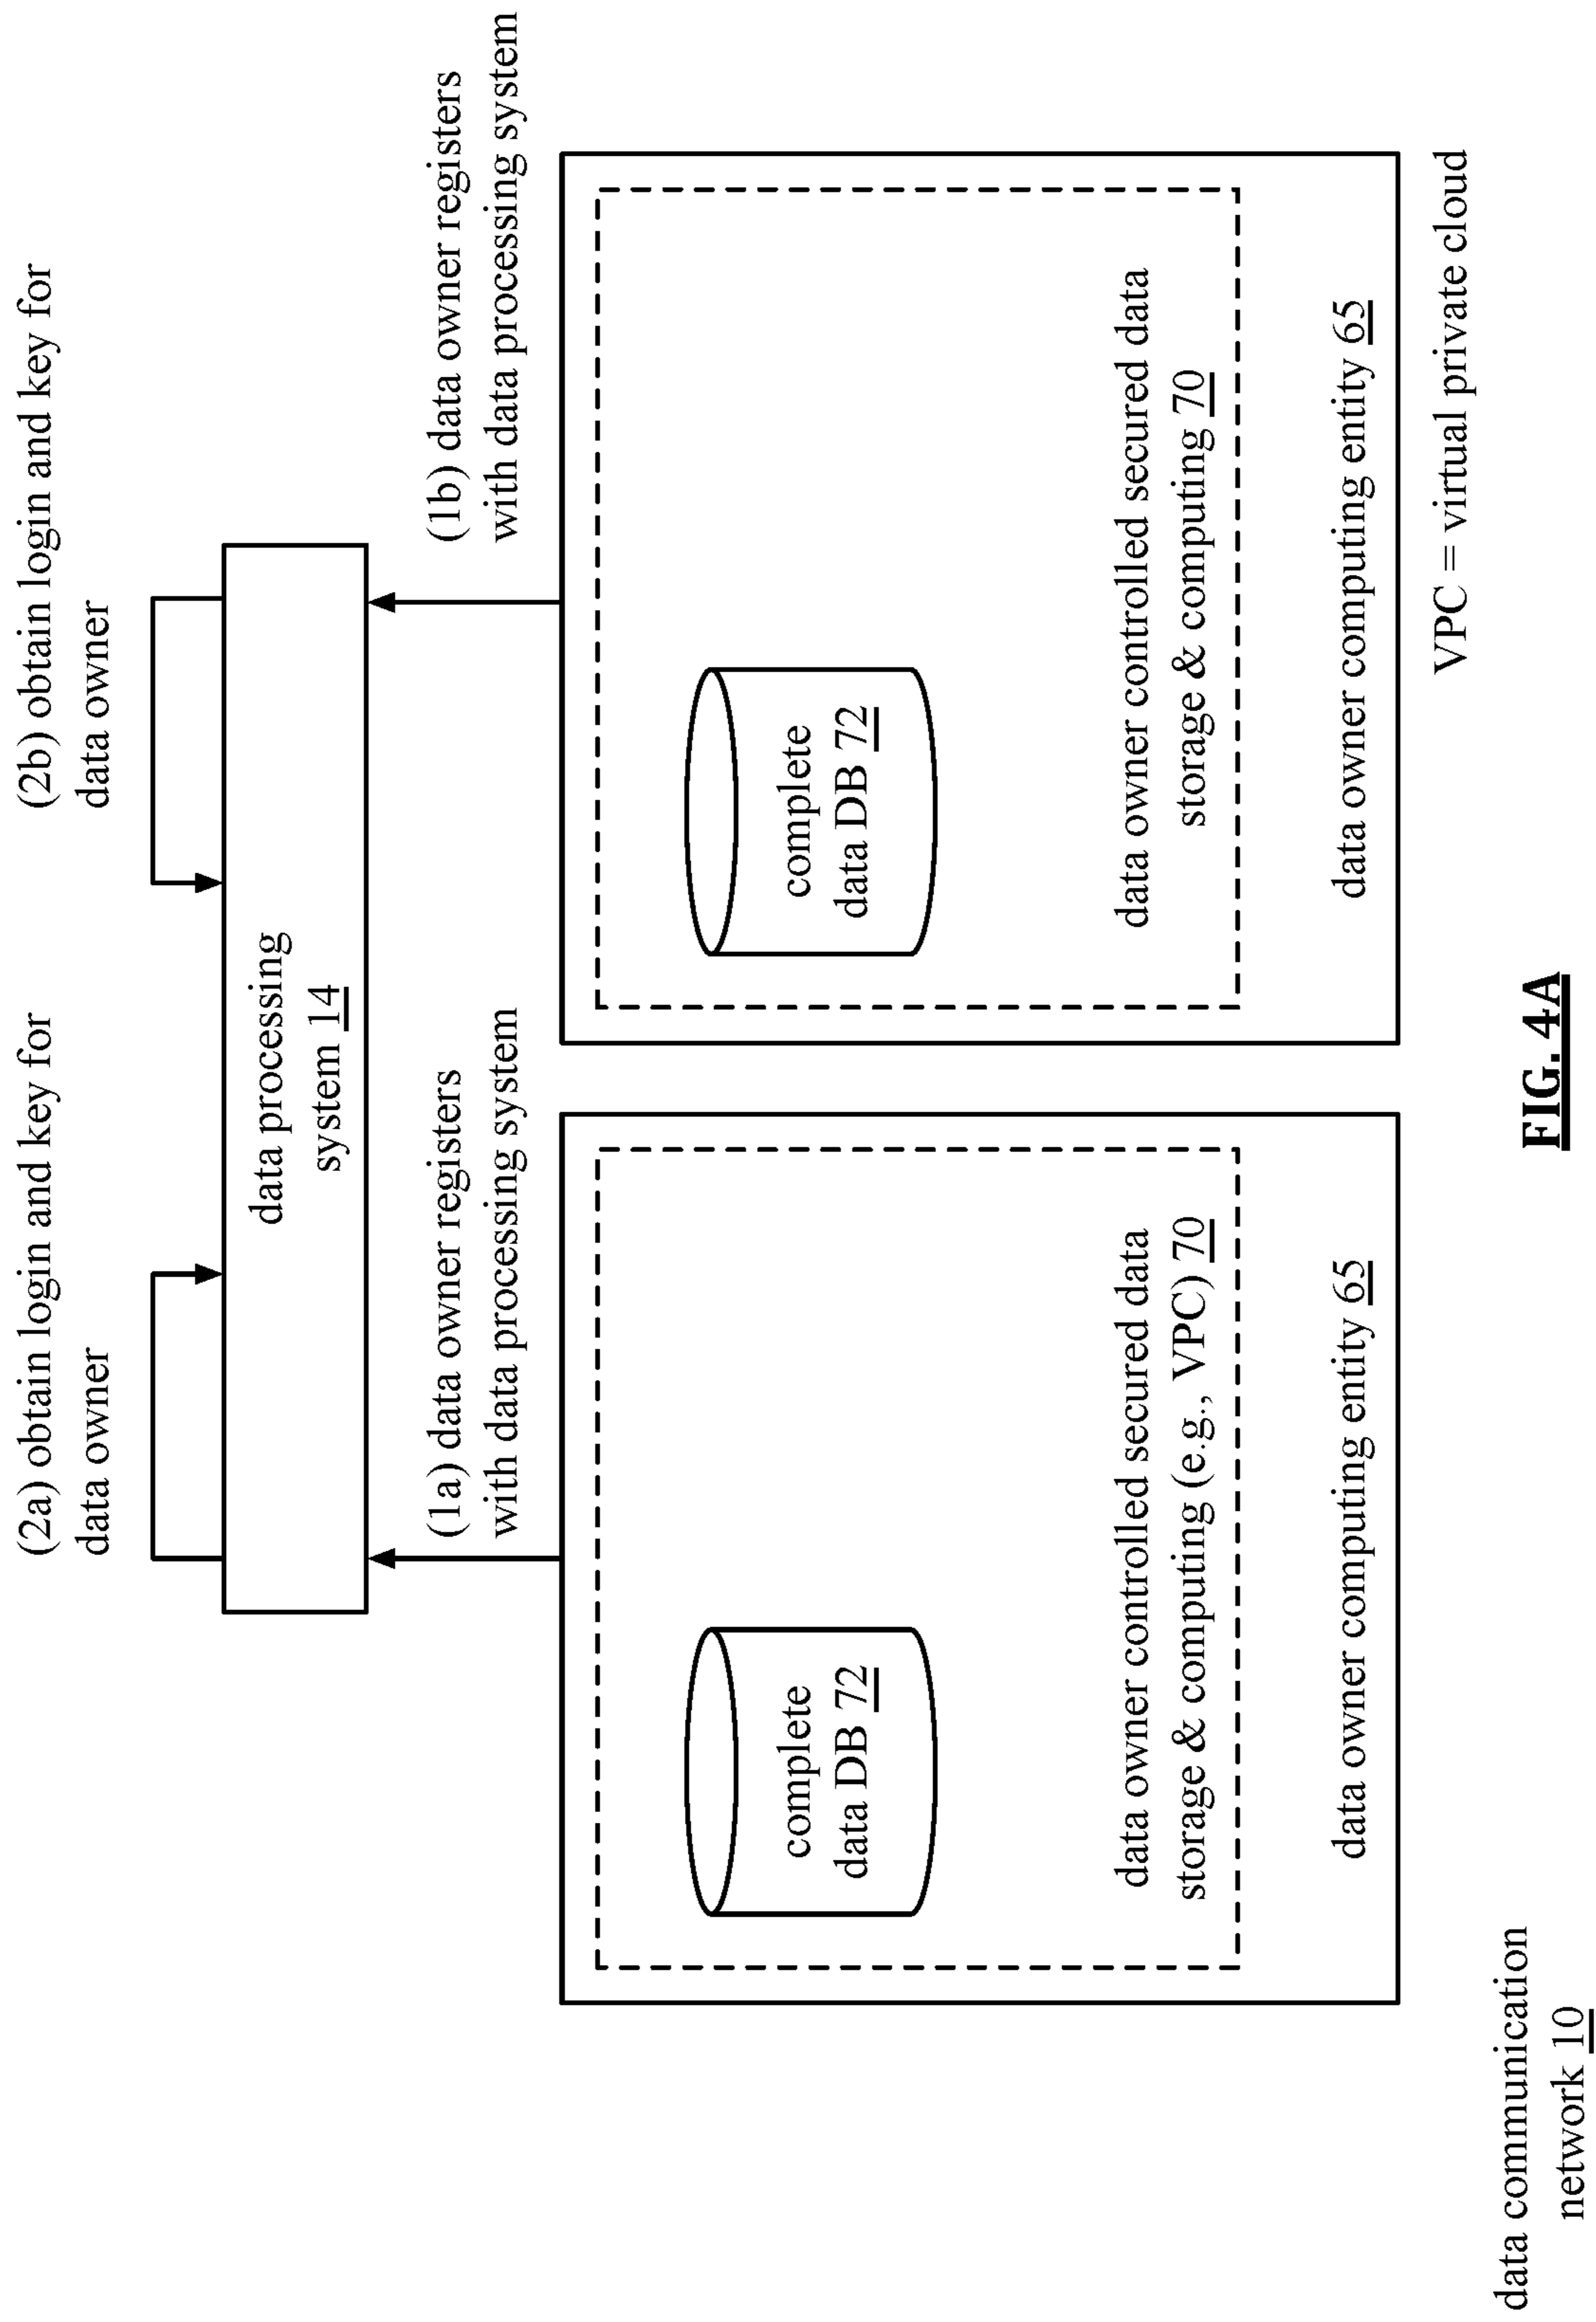 (2a) obtain login and key for
data owner
(2b) obtain login and key for
data owner
data processing
system 14
(1a) data owner registers
with data processing system
(1b) data owner registers
with data processing system
complete
data DB 72
data owner controlled secured data
storage & computing (e.g., VPC) 70
data owner computing entity 65
complete
data DB 72
data owner controlled secured data
storage & computing 70
data owner computing entity 65
VPC = virtual private cloud
data communication
network 10
FIG. 4A